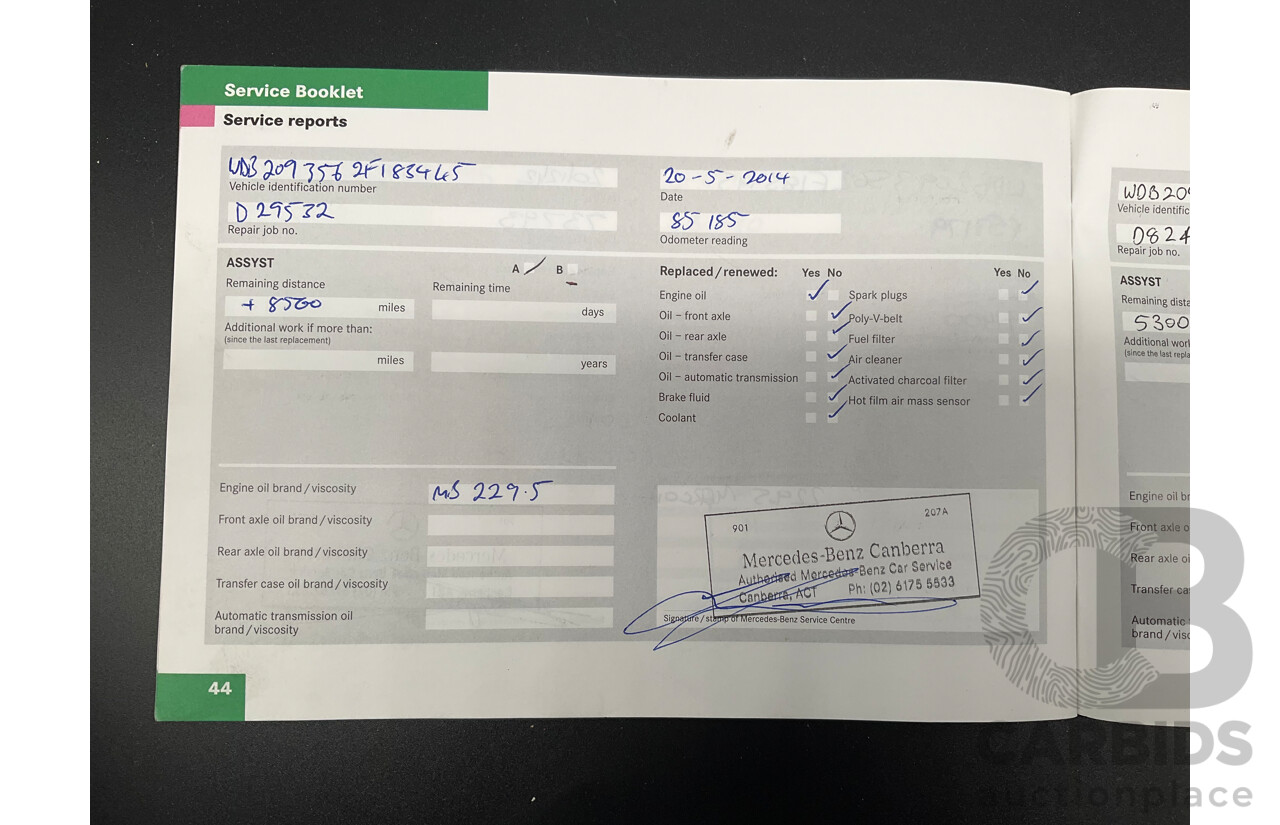 Service Booklet
Service reports
WDB 209 356 2F183465
Vehicle identification number
D 29532
Repair job no.
20-5-2014
Date
85 185
Odometer reading
ASSYST
A B
Remaining distance
+ 8500 miles
Remaining time
days
Additional work if more than:
(since the last replacement)
miles
years
Replaced/renewed: Yes No
Engine oil
Oil – front axle
Oil – rear axle
Oil – transfer case
Oil – automatic transmission
Brake fluid
Coolant
Yes No
Spark plugs
Poly-V-belt
Fuel filter
Air cleaner
Activated charcoal filter
Hot film air mass sensor
Engine oil brand/viscosity
MB 229.5
Front axle oil brand/viscosity
Rear axle oil brand/viscosity
Transfer case oil brand/viscosity
Automatic transmission oil
brand/viscosity
901 207A
Mercedes-Benz Canberra
Authorised Mercedes-Benz Car Service
Canberra, ACT Ph: (02) 6175 5533
Signature/stamp of Mercedes-Benz Service Centre
44
WDB 209
Vehicle identific
D824
Repair job no.
ASSYST
Remaining dista
5300
Additional work
(since the last repla
Engine oil br
Front axle o
Rear axle oi
Transfer ca
Automatic
brand/visc
CB
CARBIDS
auctionplace